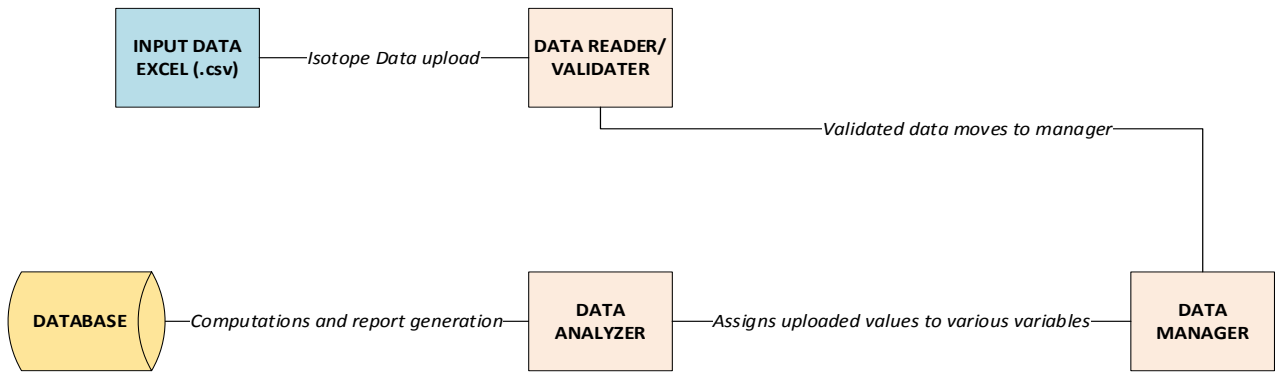 INPUT DATA
EXCEL (.csv)
Isotope Data upload
DATA READER/
VALIDATER
Validated data moves to manager
DATABASE
Computations and report generation
DATA
ANALYZER
Assigns uploaded values to various variables
DATA
MANAGER